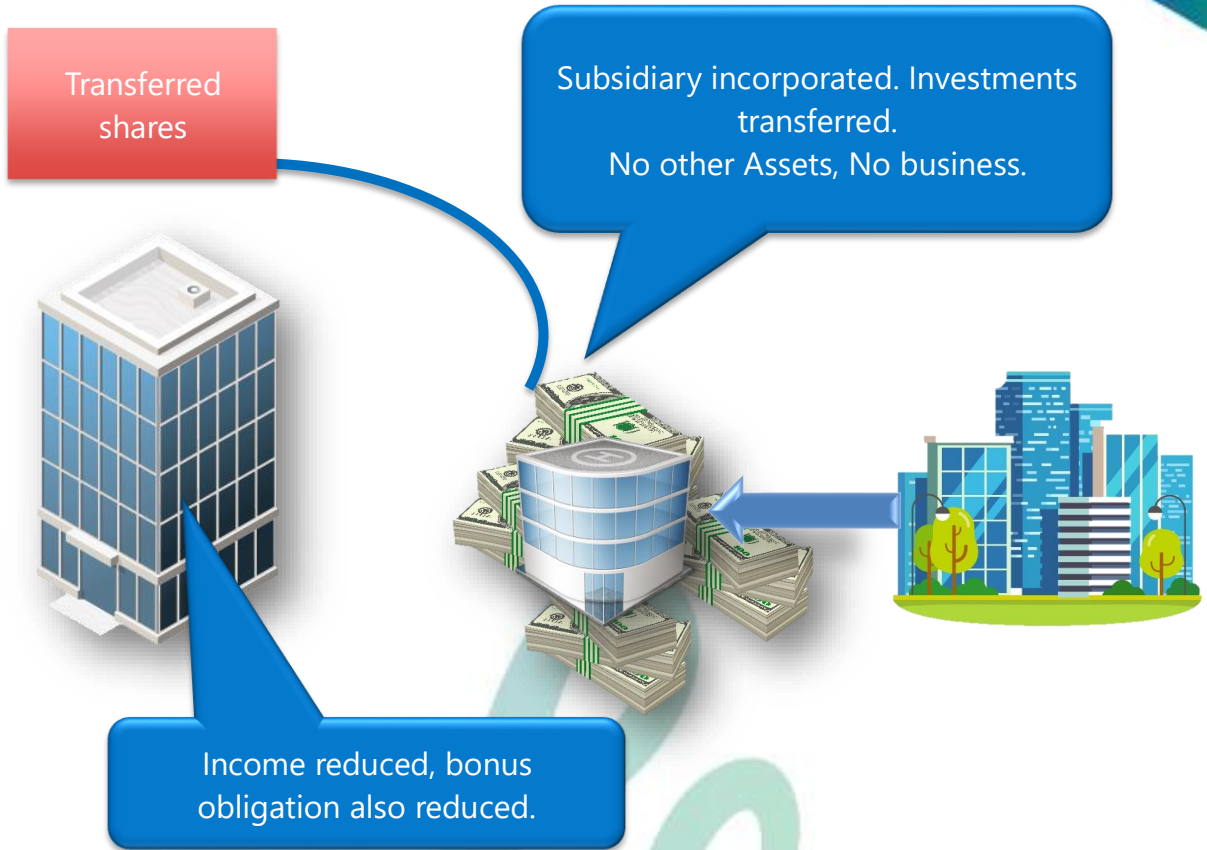 Transferred
shares
Subsidiary incorporated. Investments
transferred.
No other Assets, No business.
Income reduced, bonus
obligation also reduced.